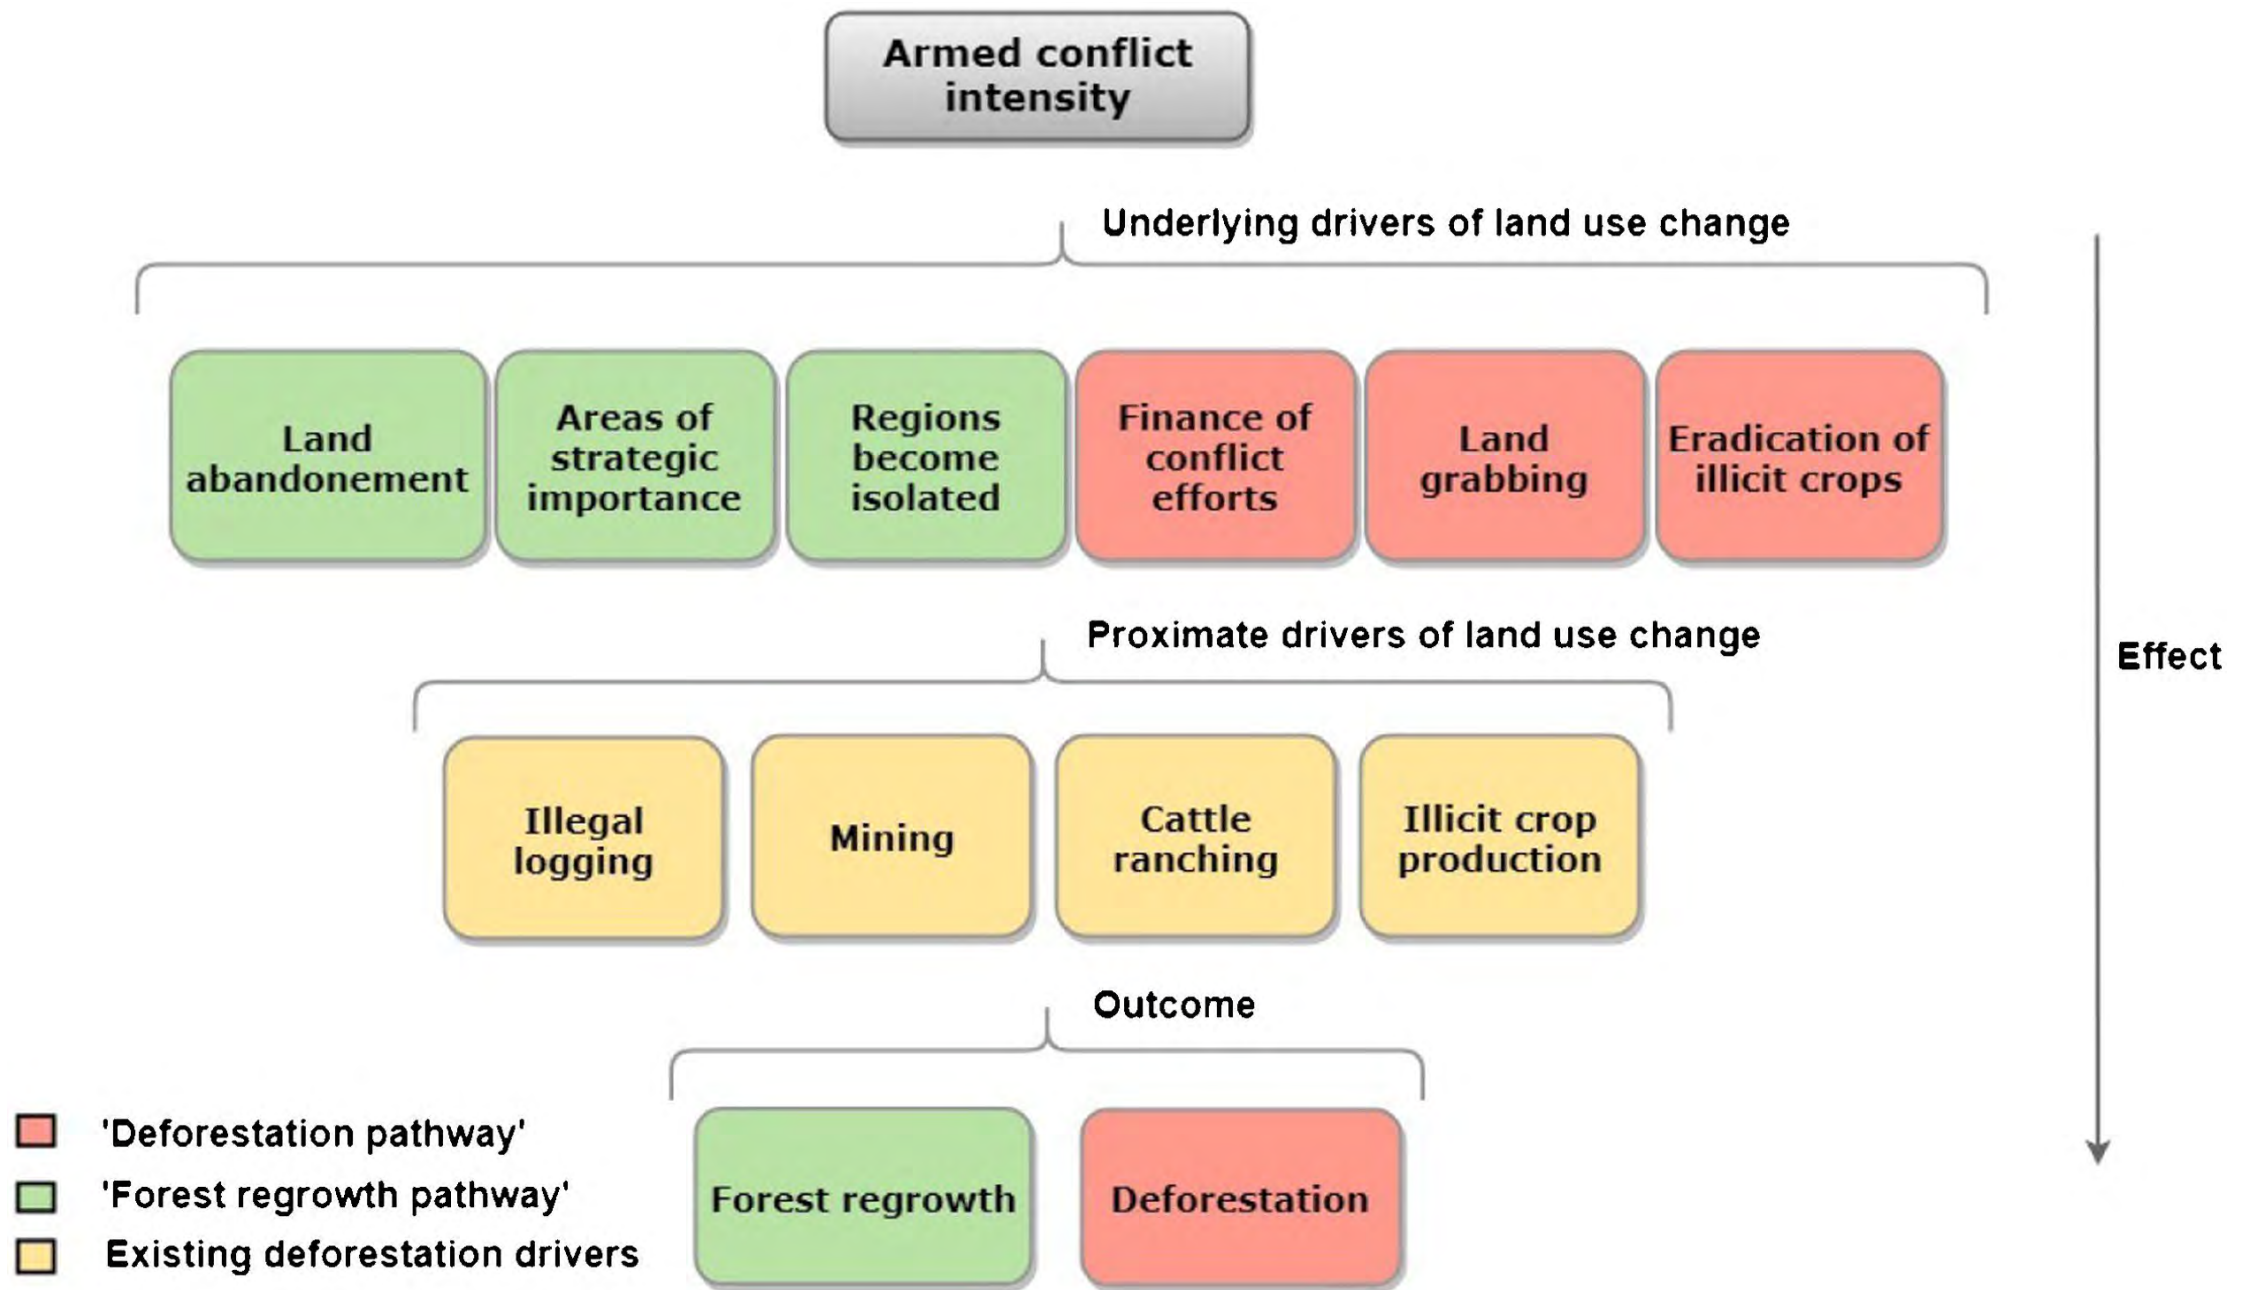 Armed conflict
intensity
Underlying drivers of land use change
Land
abandonement
Areas of
strategic
importance
Regions
become
isolated
Finance of
conflict
efforts
Land
grabbing
Eradication of
illicit crops
Proximate drivers of land use change
Effect
Illegal
logging
Mining
Cattle
ranching
Illicit crop
production
Outcome
Forest regrowth
Deforestation
'Deforestation pathway'
'Forest regrowth pathway'
Existing deforestation drivers